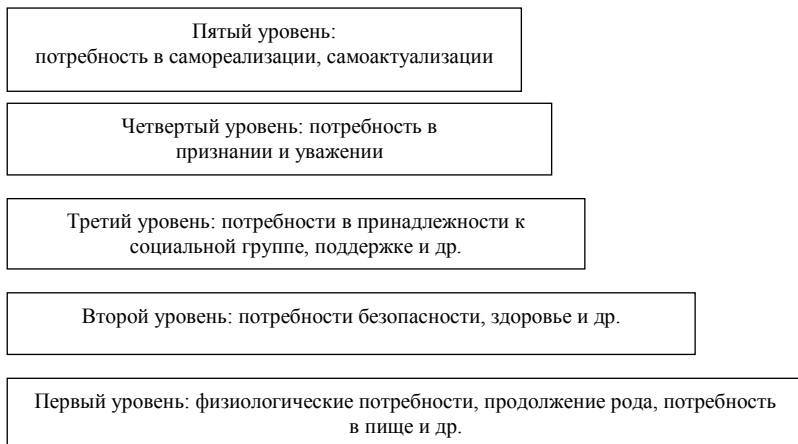 Пятый уровень:
потребность в самореализации, самоактуализации
Четвертый уровень: потребность в
признании и уважении
Третий уровень: потребности в принадлежности к
социальной группе, поддержке и др.
Второй уровень: потребности безопасности, здоровье и др.
Первый уровень: физиологические потребности, продолжение рода, потребность
в пище и др.